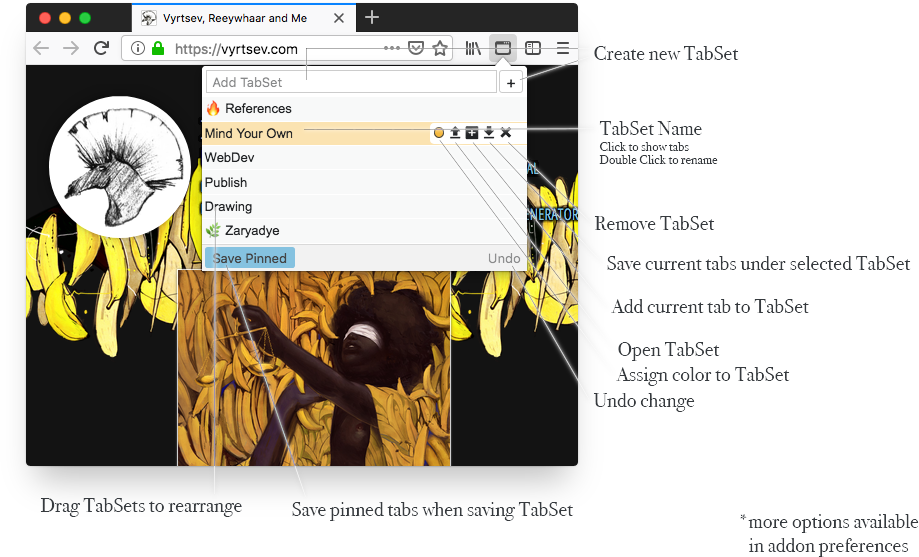 Vyrtsev, Reeywhaar and Me
https://vyrtsev.com
Add TabSet
References
Mind Your Own
WebDev
Publish
Drawing
Zaryadye
Save Pinned
Undo
NERATOR
Create new TabSet
TabSet Name
Click to show tabs
Double Click to rename
Remove TabSet
Save current tabs under selected TabSet
Add current tab to TabSet
Open TabSet
Assign color to TabSet
Undo change
Drag TabSets to rearrange
Save pinned tabs when saving TabSet
*more options available
in addon preferences